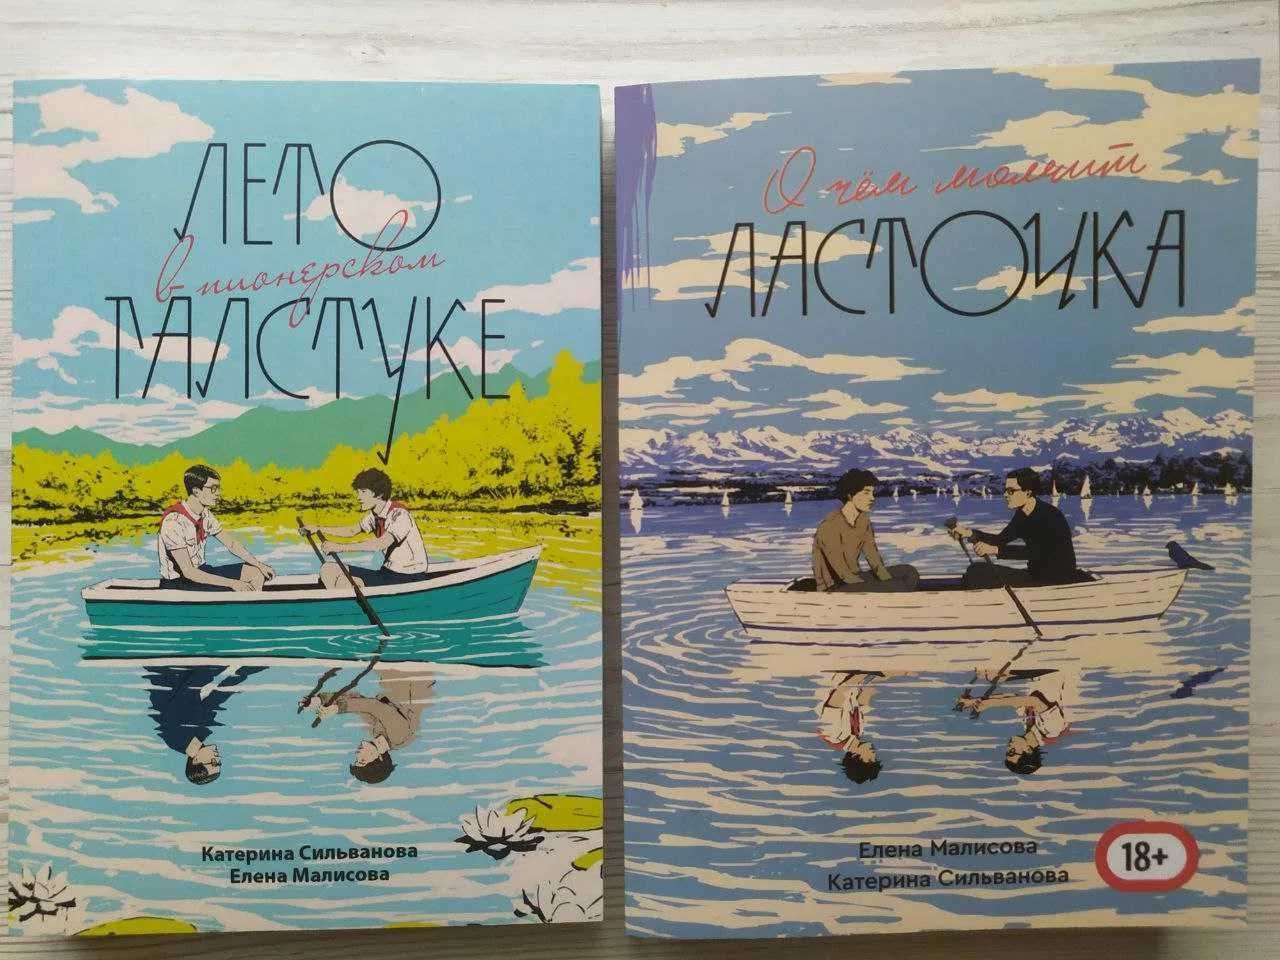 ЛЕТО
в пионерском
ГАЛСТУКЕ
Катерина Сильванова
Елена Малисова
О чём молчит
ЛАСТОЧКА
Елена Малисова
Катерина Сильванова
18+